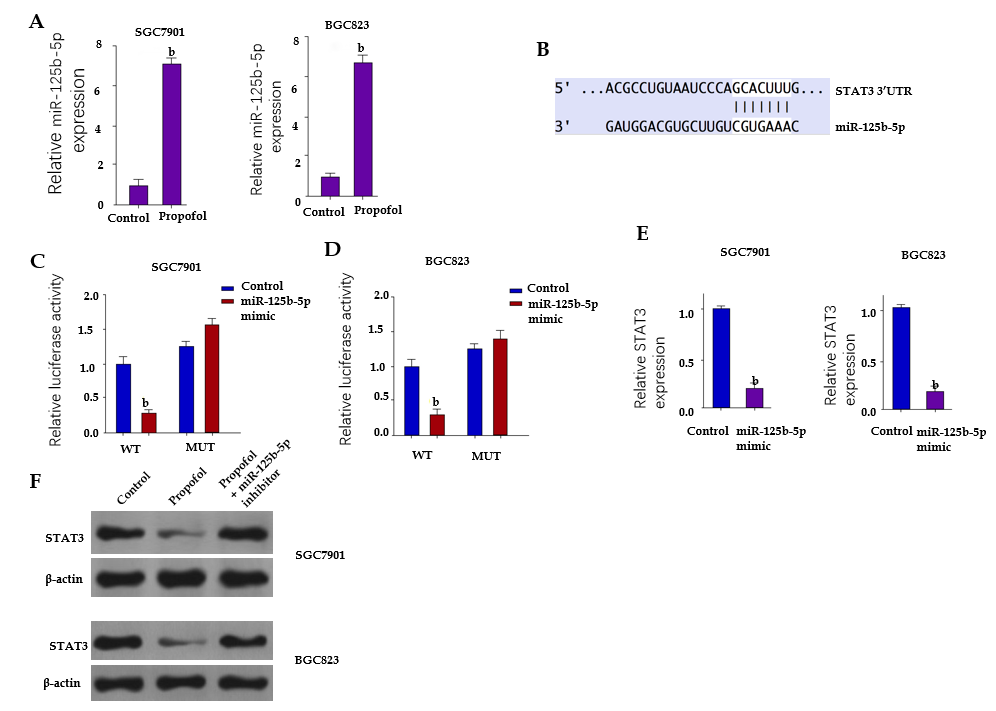 A
SGC7901
Relative miR-125b-5p
expression
8
6
4
2
0
b
Control
Propofol
BGC823
Relative miR-125b-5p
expression
8
6
4
2
0
b
Control
Propofol
B
5' ...ACGCCUGUAAUCCCAGCACUUUG...
STAT3 3'UTR
3' GAUGGACGUGCUUGUCGUGAAAC
miR-125b-5p
C
SGC7901
Relative luciferase activity
2.0
1.5
1.0
0.5
0.0
b
WT
MUT
Control
miR-125b-5p
mimic
D
BGC823
Relative luciferase activity
2.0
1.5
1.0
0.5
0.0
b
WT
MUT
Control
miR-125b-5p
mimic
E
SGC7901
Relative STAT3
expression
1.0
0.5
0.0
b
Control
miR-125b-5p
mimic
BGC823
Relative STAT3
expression
1.0
0.5
0.0
b
Control
miR-125b-5p
mimic
F
Control
Propofol
Propofol
+ miR-125b-5p
inhibitor
STAT3
β-actin
SGC7901
STAT3
β-actin
BGC823